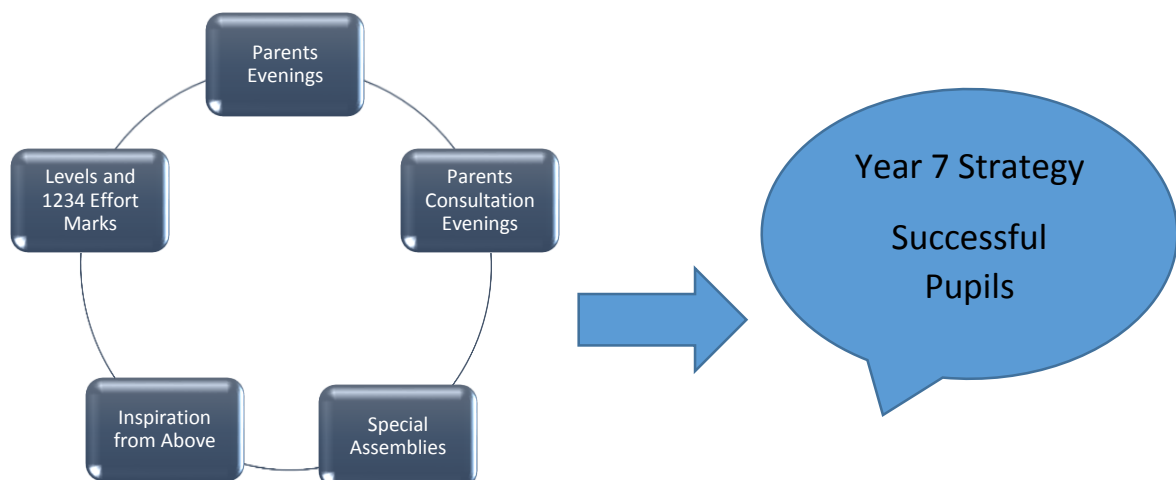 Parents
Evenings
Parents
Consultation
Evenings
Special
Assemblies
Inspiration
from Above
Levels and
1234 Effort
Marks
Year 7 Strategy
Successful
Pupils